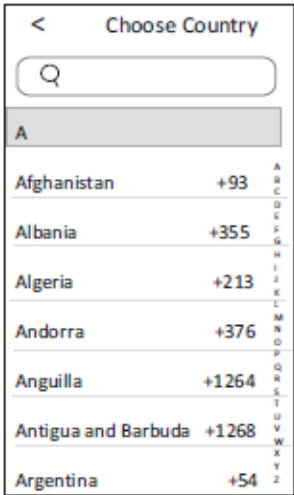 < Choose Country
A
Afghanistan +93
Albania +355
Algeria +213
Andorra +376
Anguilla +1264
Antigua and Barbuda +1268
Argentina +54
A
B
C
D
E
F
G
H
I
J
K
L
M
N
O
P
Q
R
S
T
U
V
W
X
Y
Z